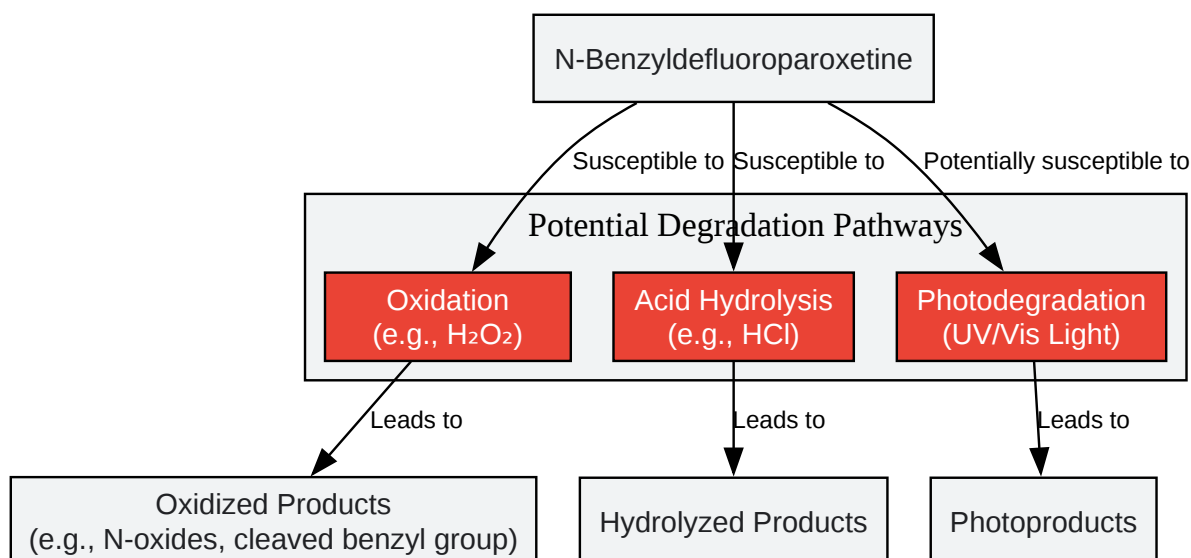 N-Benzyldefluoroparoxetine
Susceptible to
Susceptible to
Potentially susceptible to
Potential Degradation Pathways
Oxidation
(e.g., H₂O₂)
Acid Hydrolysis
(e.g., HCl)
Photodegradation
(UV/Vis Light)
Leads to
Leads to
Leads to
Oxidized Products
(e.g., N-oxides, cleaved benzyl group)
Hydrolyzed Products
Photoproducts